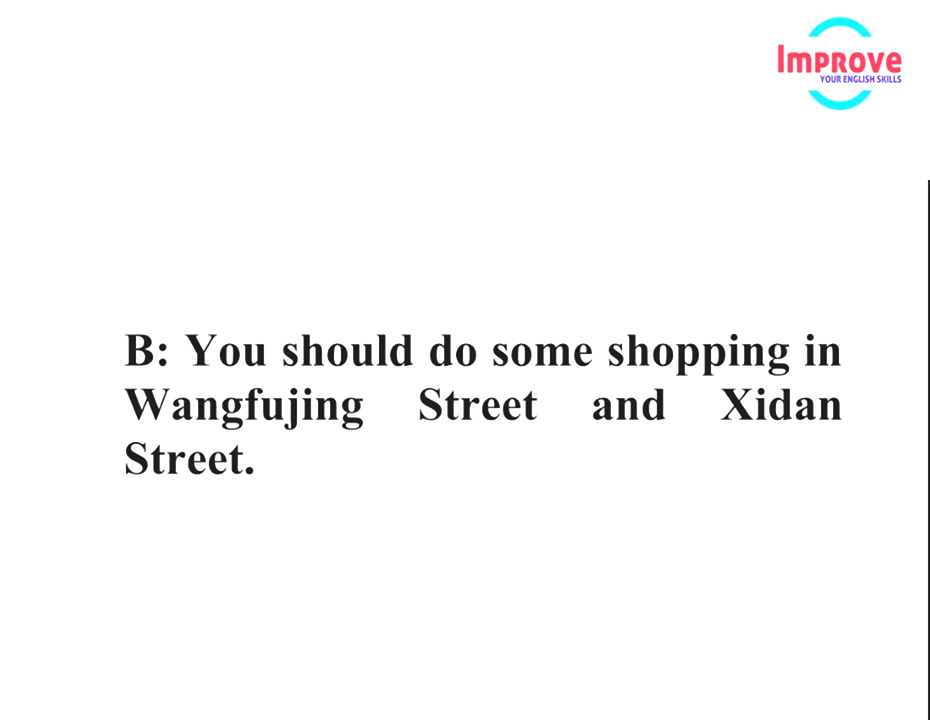 Improve
YOUR ENGLISH SKILLS
B: You should do some shopping in
Wangfujing Street and Xidan
Street.